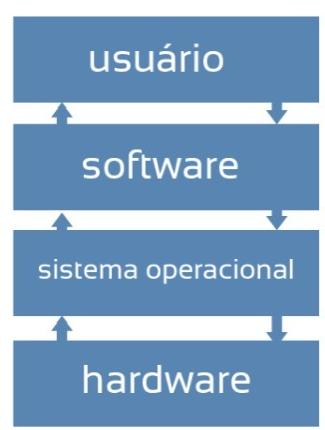 usuário
software
sistema operacional
hardware